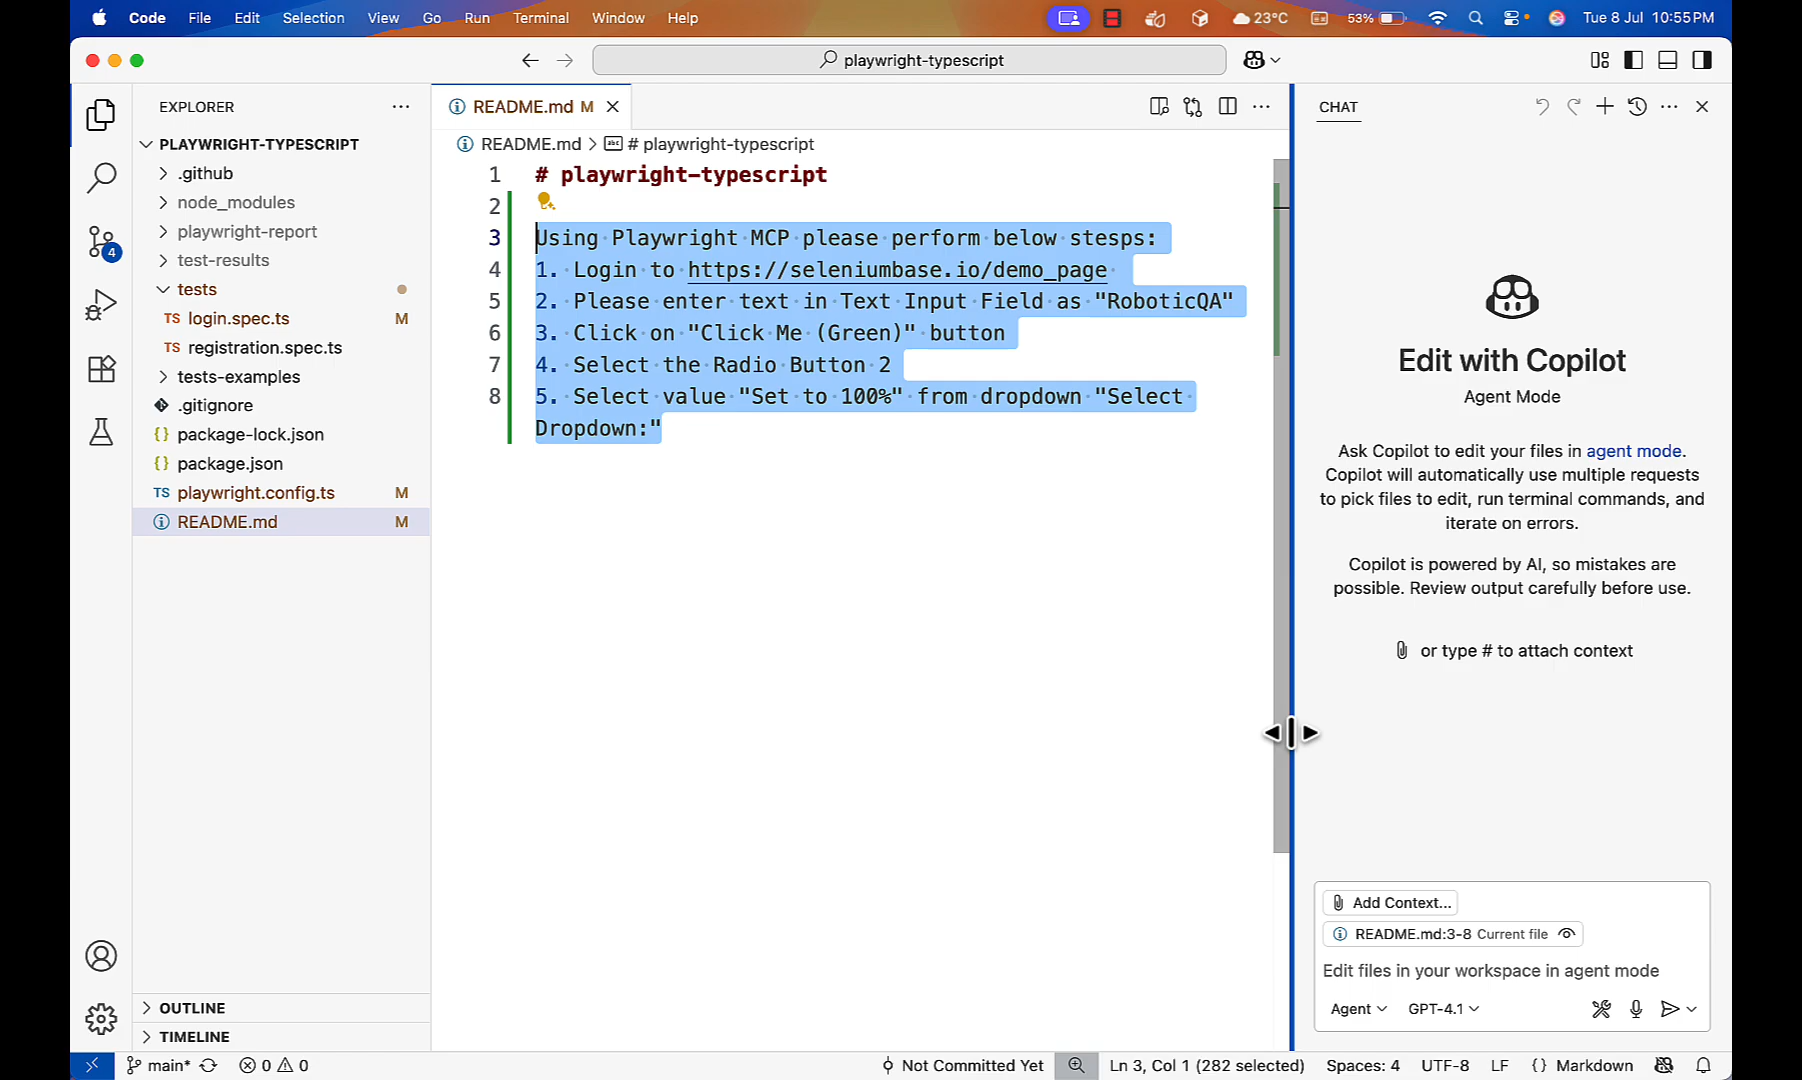 Code File Edit Selection View Go Run Terminal Window Help 23°C 53% Tue 8 Jul 10:55PM
playwright-typescript
EXPLORER
PLAYWRIGHT-TYPESCRIPT
.github
node_modules
playwright-report
test-results
tests
TS login.spec.ts M
TS registration.spec.ts
tests-examples
.gitignore
{} package-lock.json
{} package.json
TS playwright.config.ts M
README.md M
OUTLINE
TIMELINE
4
README.md M
README.md > # playwright-typescript
1 # playwright-typescript
2
3 Using Playwright MCP please perform below stesps:
4 1. Login to https://seleniumbase.io/demo_page
5 2. Please enter text in Text Input Field as "RoboticQA"
6 3. Click on "Click Me (Green)" button
7 4. Select the Radio Button 2
8 5. Select value "Set to 100%" from dropdown "Select
Dropdown:"
CHAT
Edit with Copilot
Agent Mode
Ask Copilot to edit your files in agent mode.
Copilot will automatically use multiple requests
to pick files to edit, run terminal commands, and
iterate on errors.
Copilot is powered by AI, so mistakes are
possible. Review output carefully before use.
or type # to attach context
Add Context...
README.md:3-8 Current file
Edit files in your workspace in agent mode
Agent GPT-4.1
main* 0 0 Not Committed Yet Ln 3, Col 1 (282 selected) Spaces: 4 UTF-8 LF {} Markdown